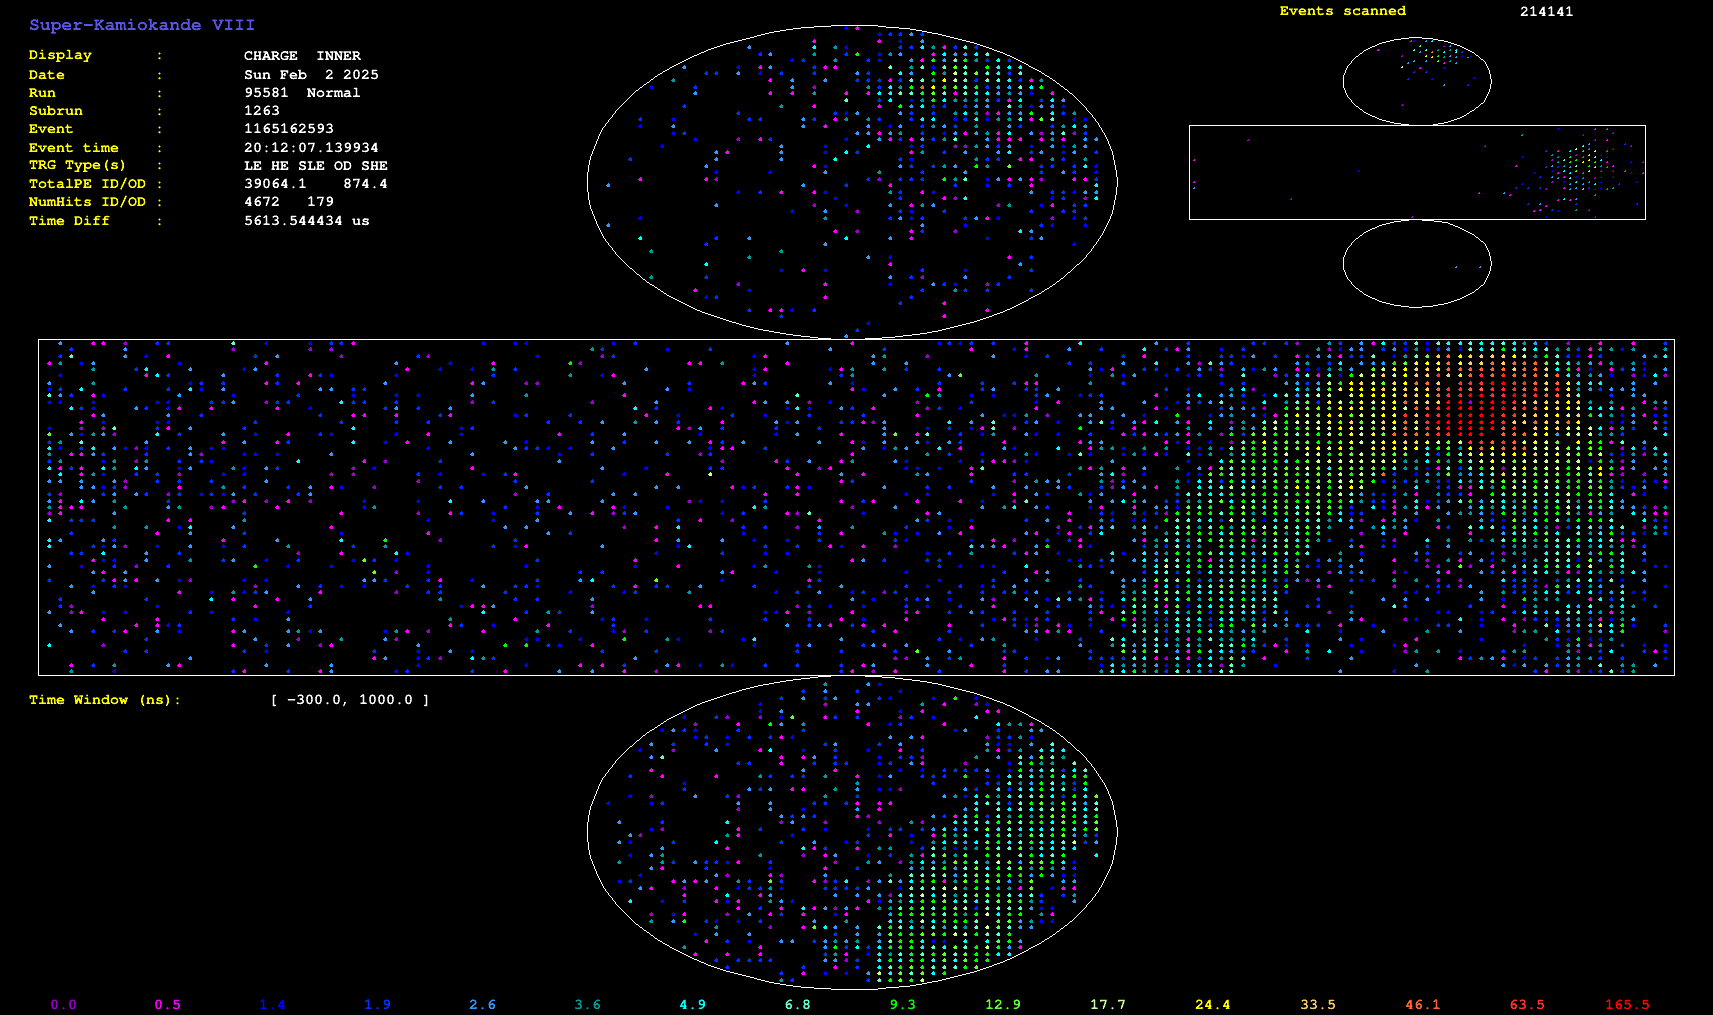 Super-Kamiokande VIII
Events scanned 214141
Display : CHARGE INNER
Date : Sun Feb 2 2025
Run : 95581 Normal
Subrun : 1263
Event : 1165162593
Event time : 20:12:07.139934
TRG Type(s) : LE HE SLE OD SHE
TotalPE ID/OD : 39064.1 874.4
NumHits ID/OD : 4672 179
Time Diff : 5613.544434 us
Time Window (ns): [ -300.0, 1000.0 ]
0.0 0.5 1.4 1.9 2.6 3.6 4.9 6.8 9.3 12.9 17.7 24.4 33.5 46.1 63.5 165.5